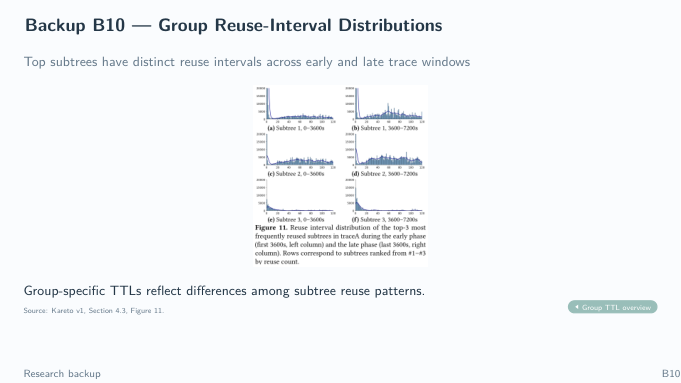 Backup B10 — Group Reuse-Interval Distributions
Top subtrees have distinct reuse intervals across early and late trace windows
(a) Subtree 1, 0~3600s
(b) Subtree 1, 3600~7200s
(c) Subtree 2, 0~3600s
(d) Subtree 2, 3600~7200s
(e) Subtree 3, 0~3600s
(f) Subtree 3, 3600~7200s
Figure 11. Reuse interval distribution of the top-3 most
frequently reused subtrees in traceA during the early phase
(first 3600s, left column) and the late phase (last 3600s, right
column). Rows correspond to subtrees ranked from #1~#3
by reuse count.
Group-specific TTLs reflect differences among subtree reuse patterns.
Source: Kareto v1, Section 4.3, Figure 11.
Group TTL overview
Research backup
B10